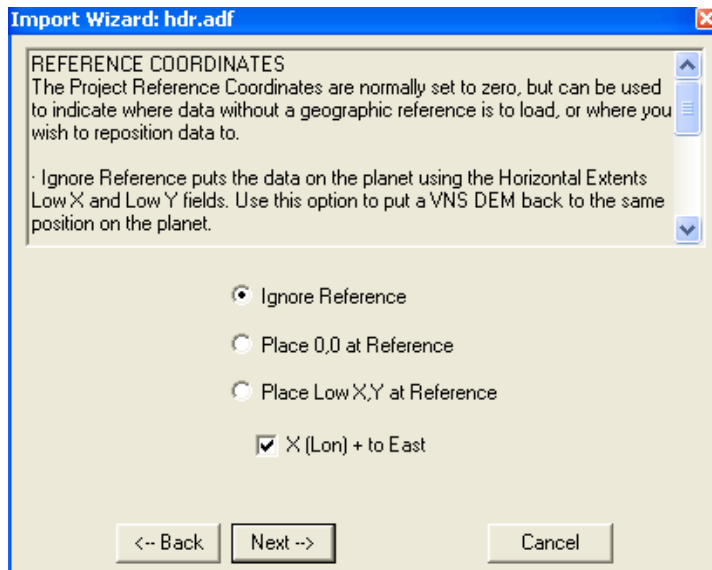 Import Wizard: hdr.adf
REFERENCE COORDINATES
The Project Reference Coordinates are normally set to zero, but can be used
to indicate where data without a geographic reference is to load, or where you
wish to reposition data to.
· Ignore Reference puts the data on the planet using the Horizontal Extents
Low X and Low Y fields. Use this option to put a VNS DEM back to the same
position on the planet.
Ignore Reference
Place 0,0 at Reference
Place Low X,Y at Reference
X (Lon) + to East
<-- Back Next --> Cancel